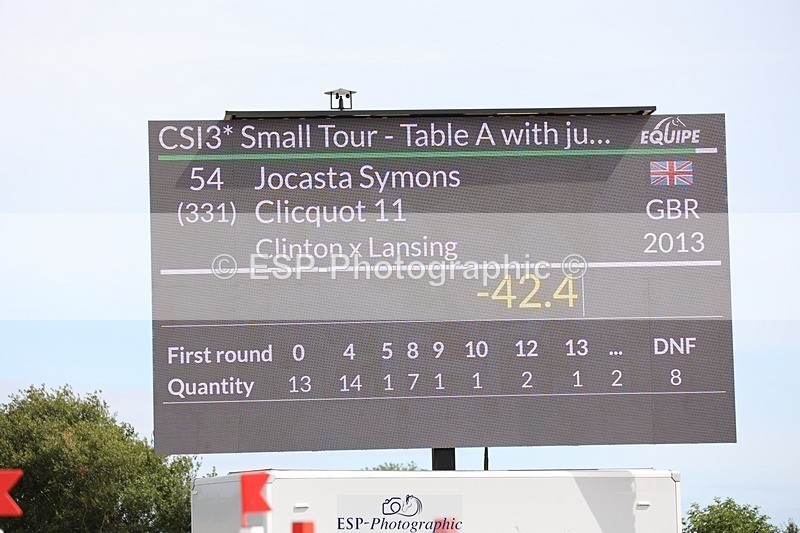 CSI3* Small Tour - Table A with ju... EQUIPE
54 Jocasta Symons
(331) Clicquot 11 GBR
Clinton x Lansing 2013
© ESP-Photographic ©
-42.4
First round 0 4 5 8 9 10 12 13 ... DNF
Quantity 13 14 1 7 1 1 2 1 2 8
ESP-Photographic